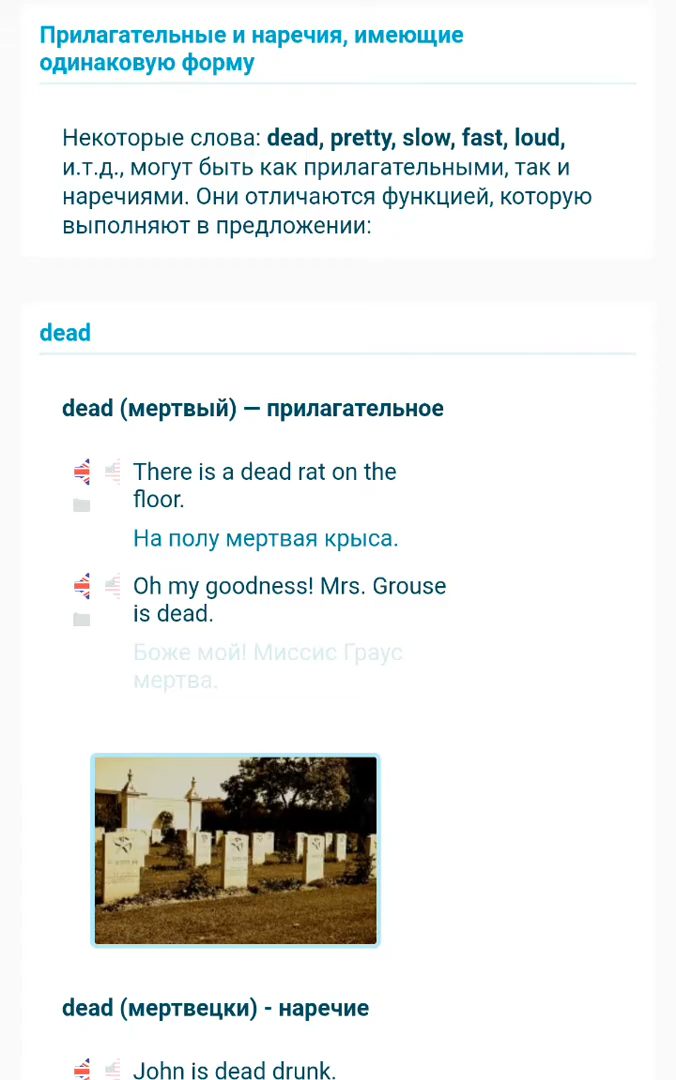 Прилагательные и наречия, имеющие
одинаковую форму
Некоторые слова: dead, pretty, slow, fast, loud,
и.т.д., могут быть как прилагательными, так и
наречиями. Они отличаются функцией, которую
выполняют в предложении:
dead
dead (мертвый) — прилагательное
There is a dead rat on the
floor.
На полу мертвая крыса.
Oh my goodness! Mrs. Grouse
is dead.
Боже мой! Миссис Граус
мертва.
dead (мертвецки) - наречие
John is dead drunk.